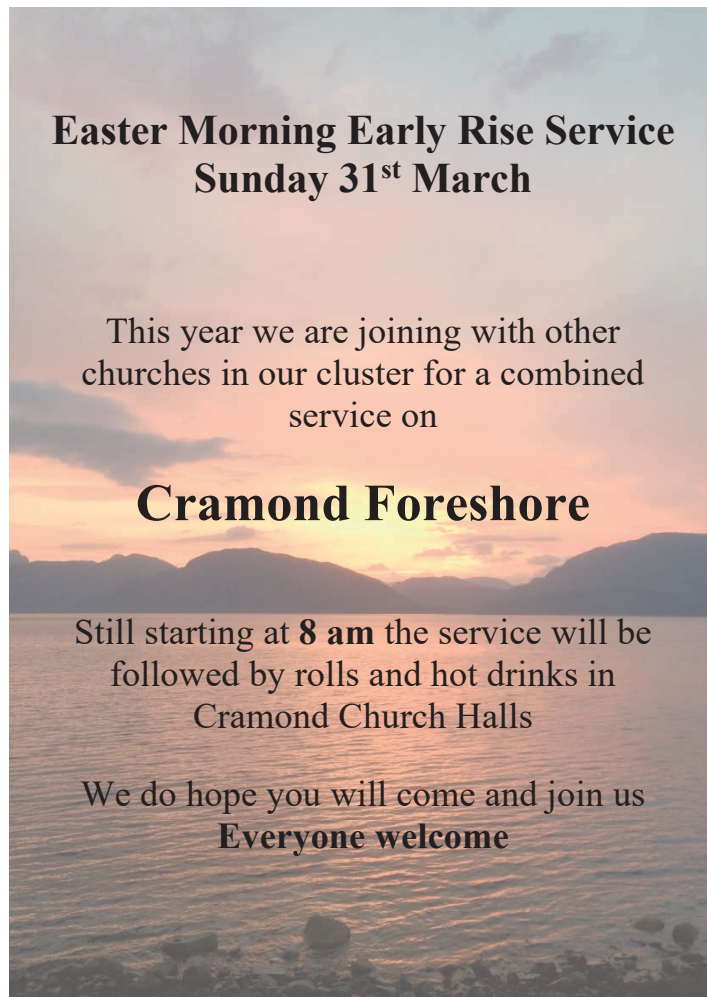 Easter Morning Early Rise Service
Sunday 31st March
This year we are joining with other
churches in our cluster for a combined
service on
Cramond Foreshore
Still starting at 8 am the service will be
followed by rolls and hot drinks in
Cramond Church Halls
We do hope you will come and join us
Everyone welcome